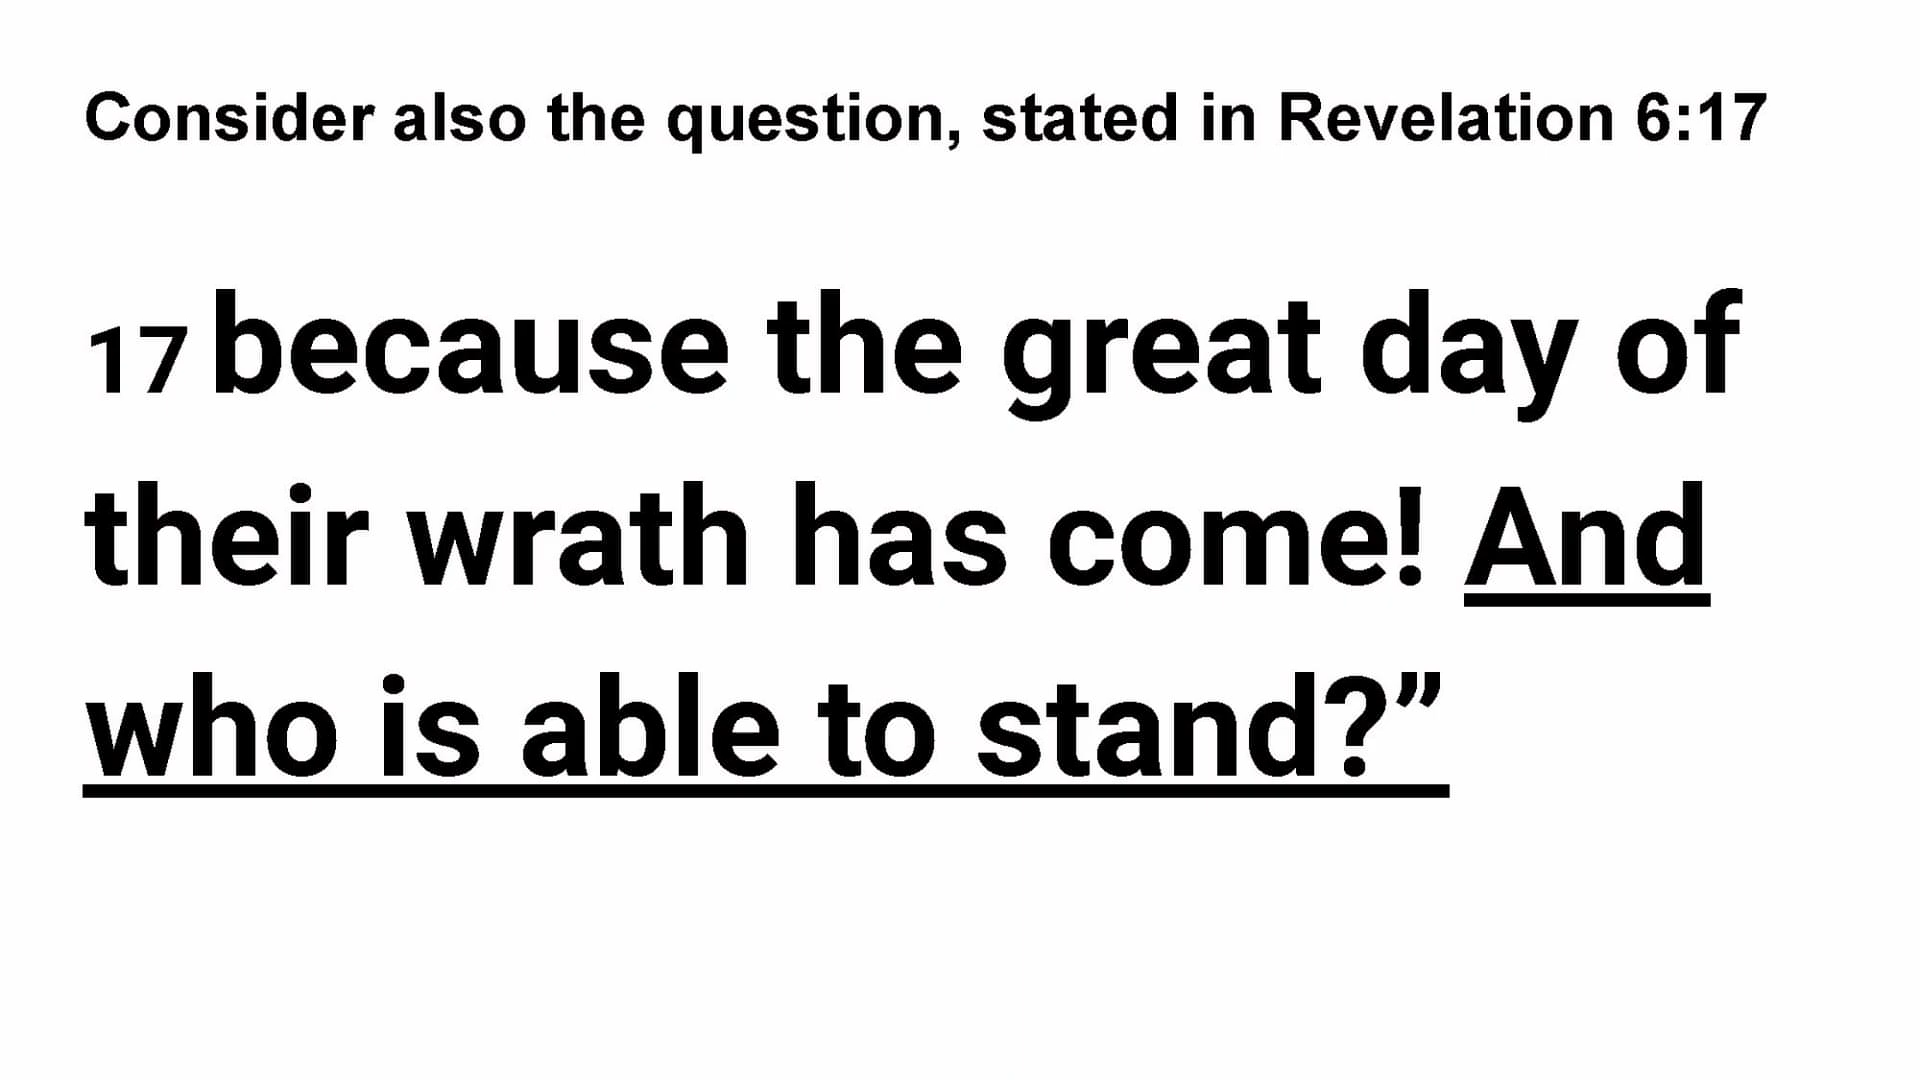 Consider also the question, stated in Revelation 6:17
17 because the great day of
their wrath has come! And
who is able to stand?”